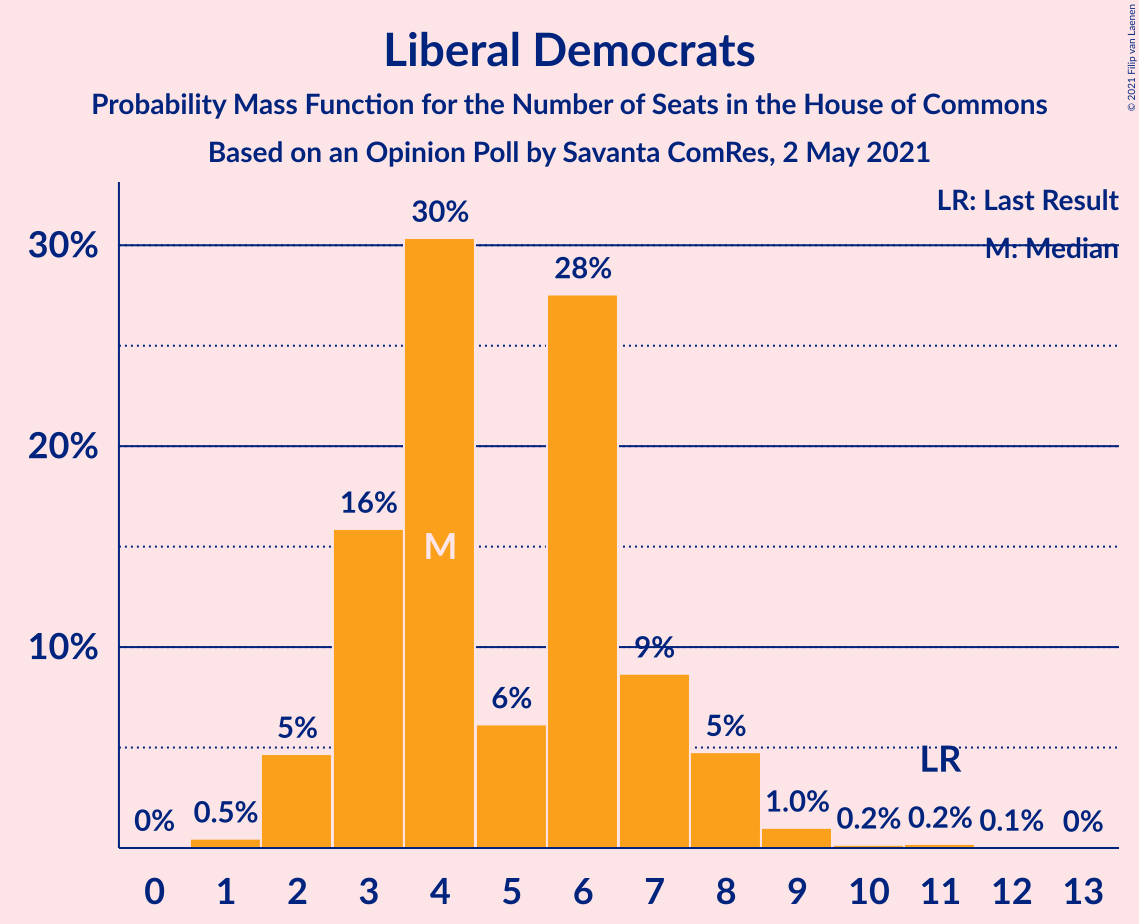 Liberal Democrats
Probability Mass Function for the Number of Seats in the House of Commons
Based on an Opinion Poll by Savanta ComRes, 2 May 2021
© 2021 Filip van Laenen
LR: Last Result
M: Median
30%
20%
10%
0%
0.5%
5%
16%
30%
M
6%
28%
9%
5%
1.0%
0.2%
LR
0.2%
0.1%
0%
0 1 2 3 4 5 6 7 8 9 10 11 12 13